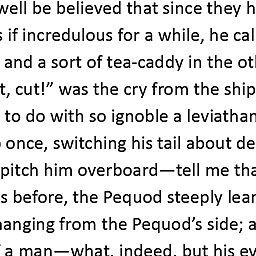 well be believed that since they h
s if incredulous for a while, he cal
and a sort of tea-caddy in the ot
t, cut!” was the cry from the ship
to do with so ignoble a leviathan
once, switching his tail about de
pitch him overboard—tell me tha
s before, the Pequod steeply lean
hanging from the Pequod’s side; a
a man—what, indeed, but his ev